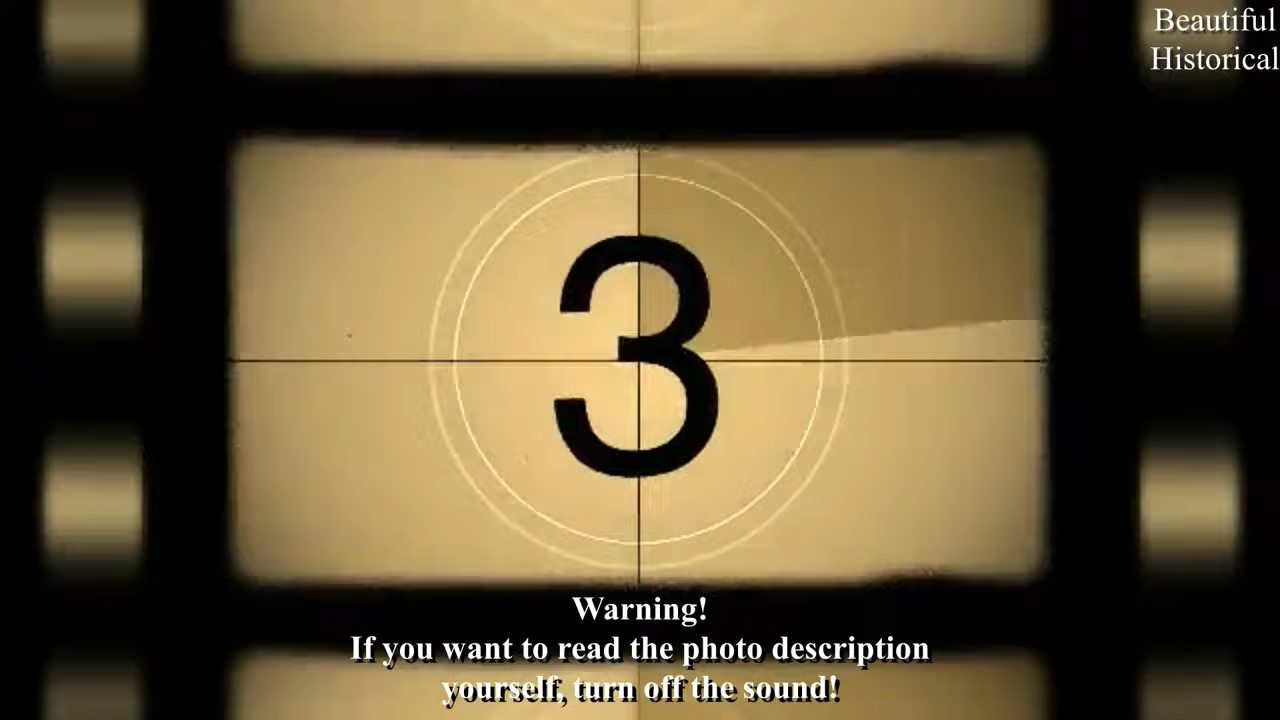 Beautiful
Historical
3
Warning!
If you want to read the photo description
yourself, turn off the sound!